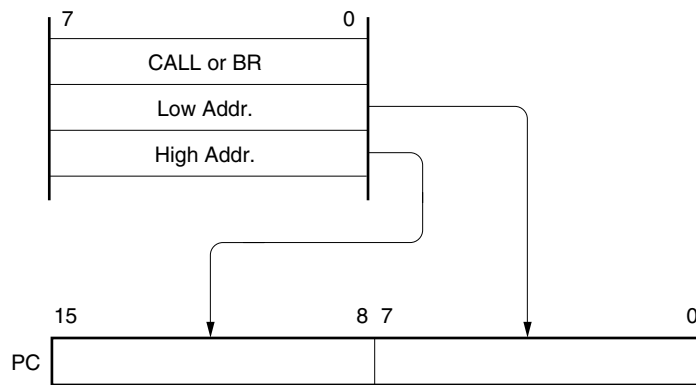 7 0
CALL or BR
Low Addr.
High Addr.
15 8 7 0
PC